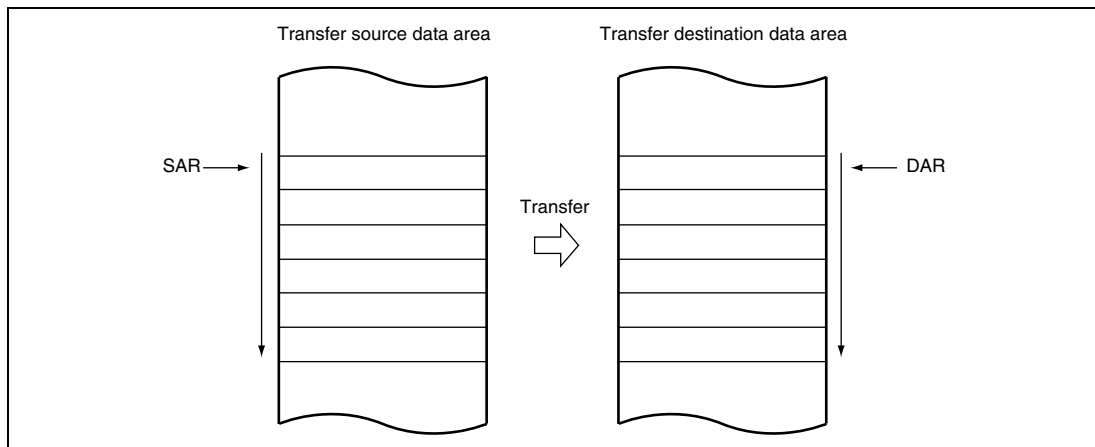 Transfer source data area
Transfer destination data area
SAR
Transfer
DAR